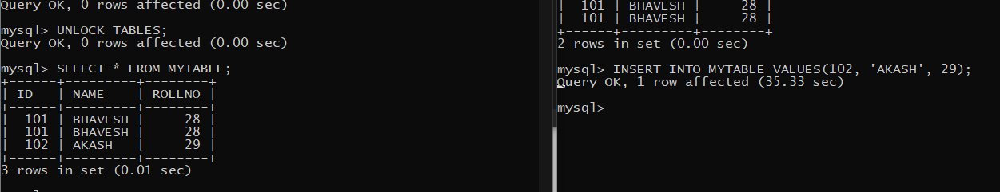 Query OK, 0 rows affected (0.00 sec)
mysql> UNLOCK TABLES;
Query OK, 0 rows affected (0.00 sec)
mysql> SELECT * FROM MYTABLE;
+------+---------+--------+
| ID   | NAME    | ROLLNO |
+------+---------+--------+
|  101 | BHAVESH |     28 |
|  101 | BHAVESH |     28 |
|  102 | AKASH   |     29 |
+------+---------+--------+
3 rows in set (0.01 sec)
|  101 | BHAVESH |     28 |
|  101 | BHAVESH |     28 |
+------+---------+--------+
2 rows in set (0.00 sec)
mysql> INSERT INTO MYTABLE VALUES(102, 'AKASH', 29);
Query OK, 1 row affected (35.33 sec)
mysql>